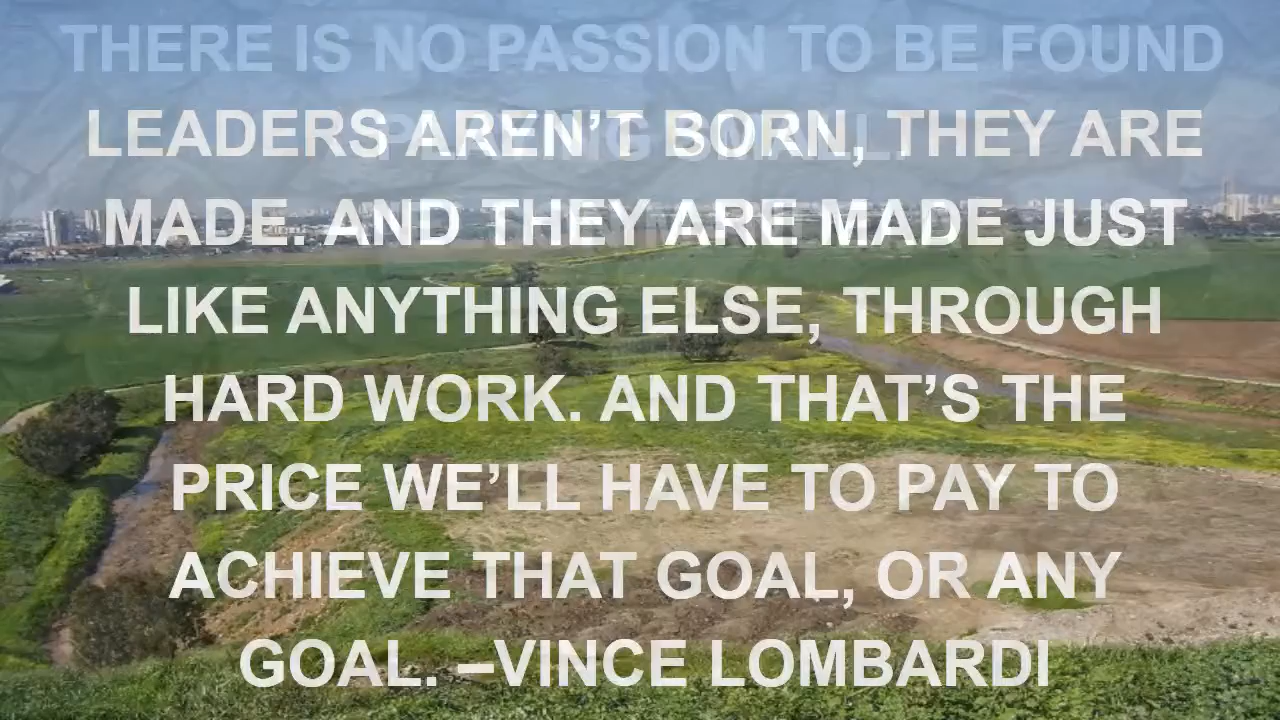 THERE IS NO PASSION TO BE FOUND
LEADERS AREN’T BORN, THEY ARE
MADE. AND THEY ARE MADE JUST
LIKE ANYTHING ELSE, THROUGH
HARD WORK. AND THAT’S THE
PRICE WE’LL HAVE TO PAY TO
ACHIEVE THAT GOAL, OR ANY
GOAL. –VINCE LOMBARDI